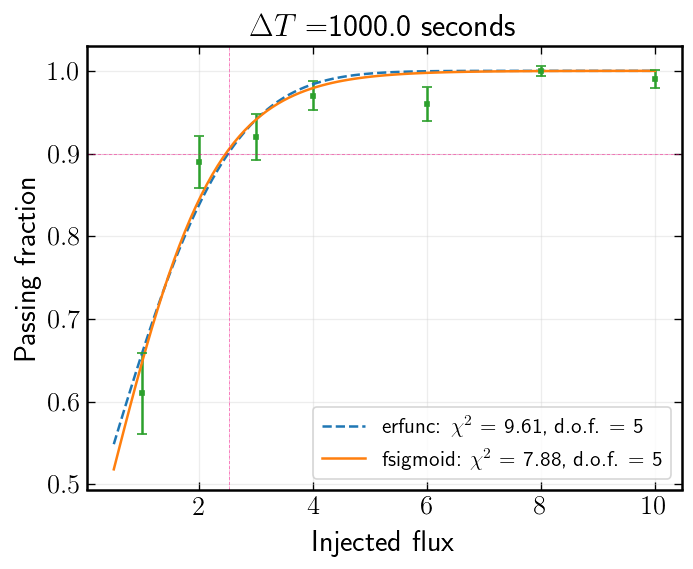 ΔT =1000.0 seconds
Passing fraction
1.0
0.9
0.8
0.7
0.6
0.5
erfunc: χ² = 9.61, d.o.f. = 5
fsigmoid: χ² = 7.88, d.o.f. = 5
2 4 6 8 10
Injected flux